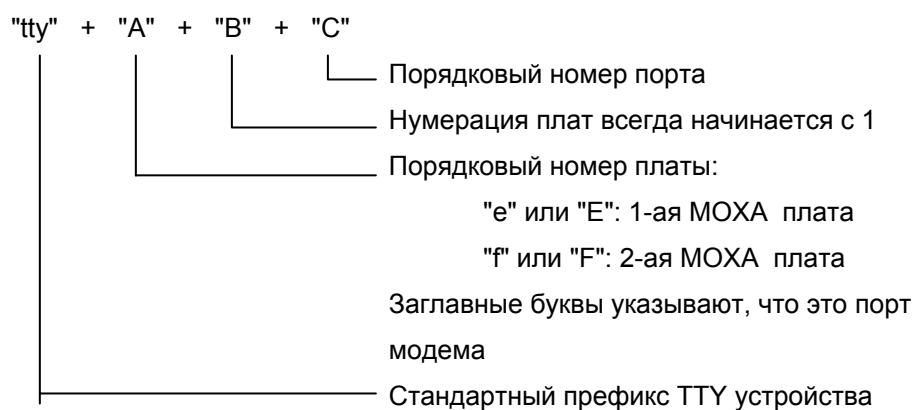 "tty" + "A" + "B" + "C"
Порядковый номер порта
Нумерация плат всегда начинается с 1
Порядковый номер платы:
"e" или "E": 1-ая MOXA плата
"f" или "F": 2-ая MOXA плата
Заглавные буквы указывают, что это порт
модема
Стандартный префикс TTY устройства